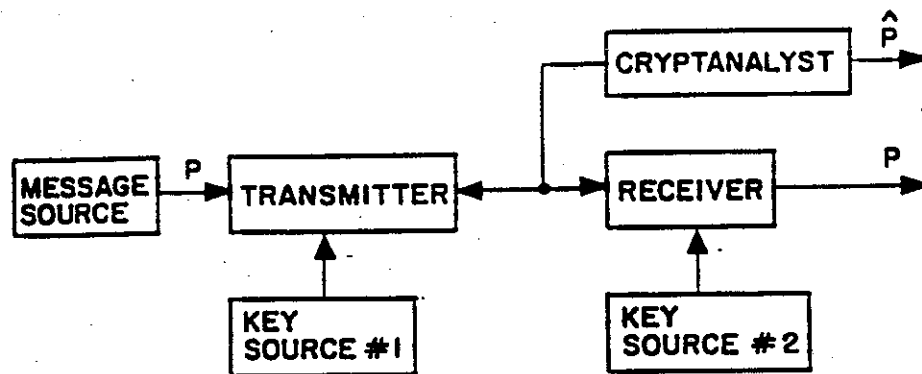 P̂
CRYPTANALYST
P
P
MESSAGE
SOURCE
TRANSMITTER
RECEIVER
KEY
SOURCE #1
KEY
SOURCE #2